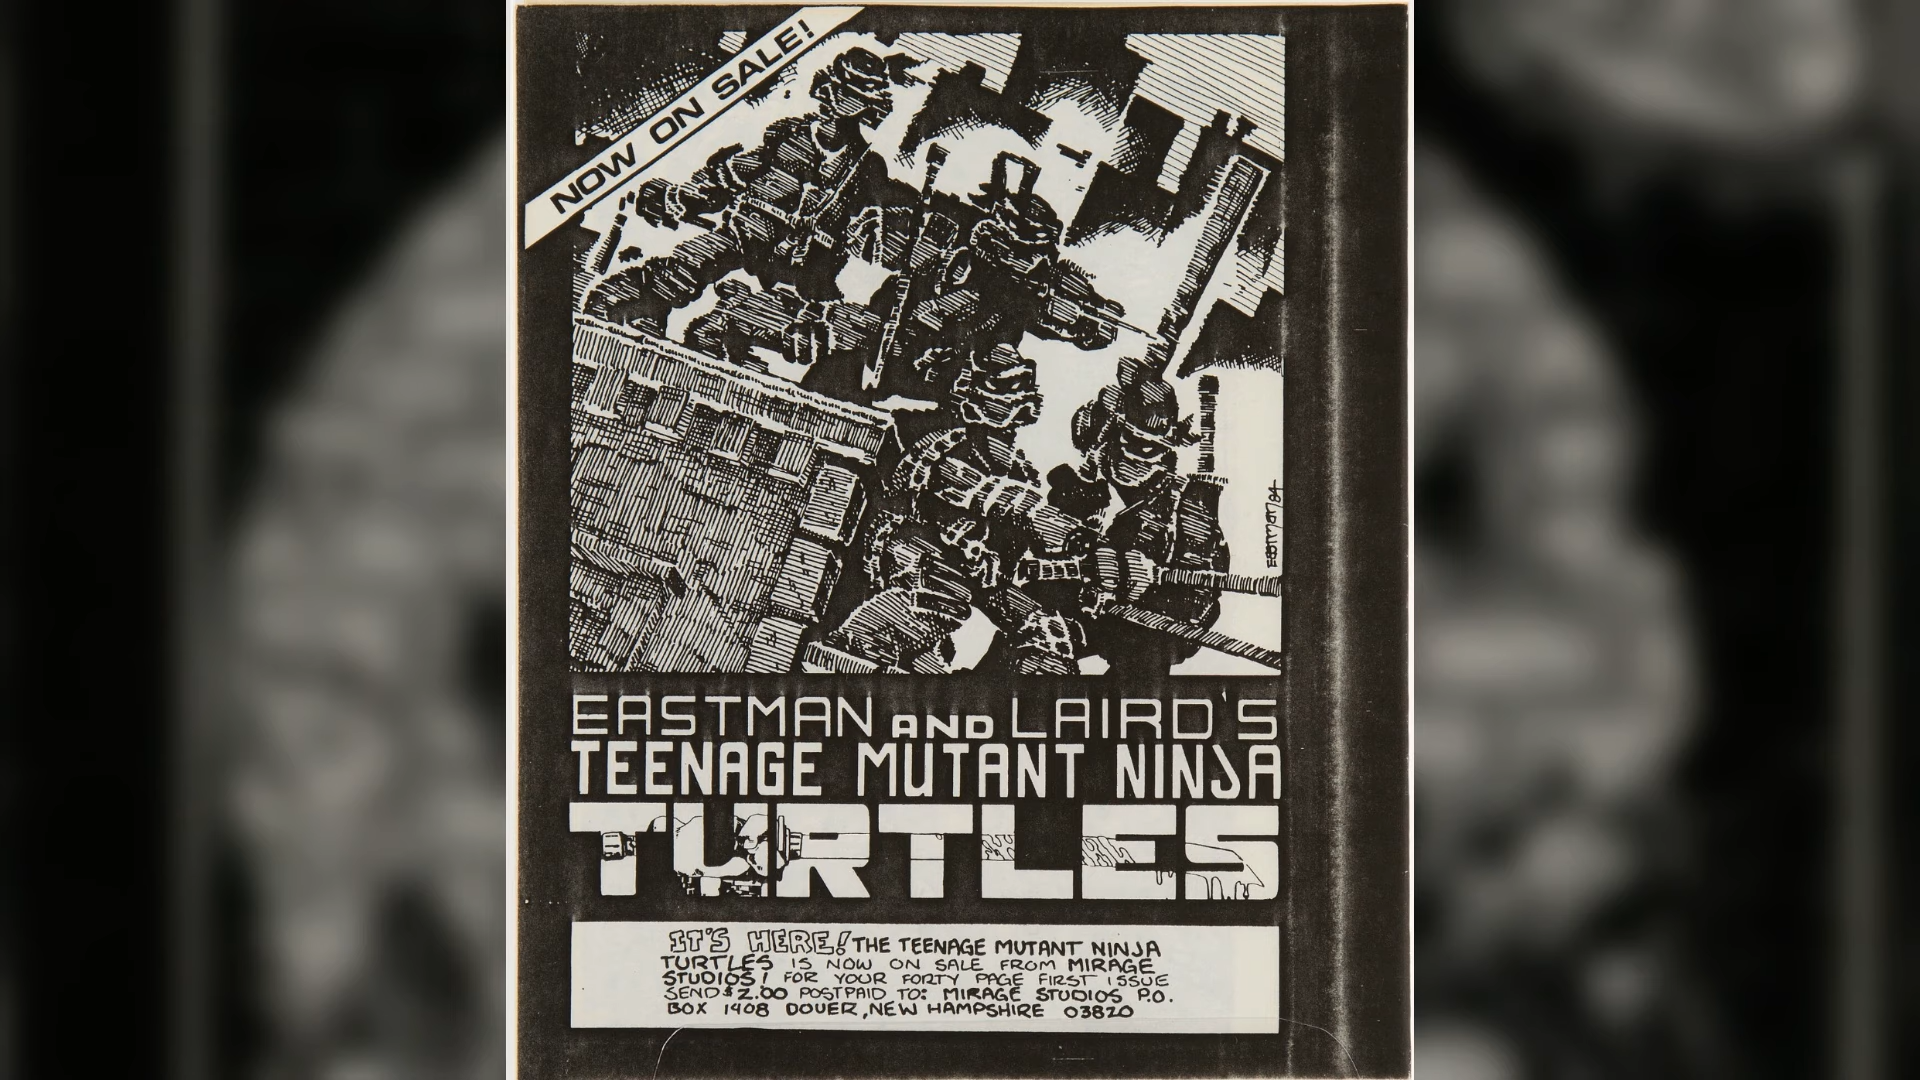 NOW ON SALE!
EASTMAN/84
EASTMAN AND LAIRD'S
TEENAGE MUTANT NINJA
TURTLES
IT'S HERE! THE TEENAGE MUTANT NINJA
TURTLES IS NOW ON SALE FROM MIRAGE
STUDIOS! FOR YOUR FORTY PAGE FIRST ISSUE
SEND $2.00 POSTPAID TO: MIRAGE STUDIOS P.O.
BOX 1408 DOVER, NEW HAMPSHIRE 03820